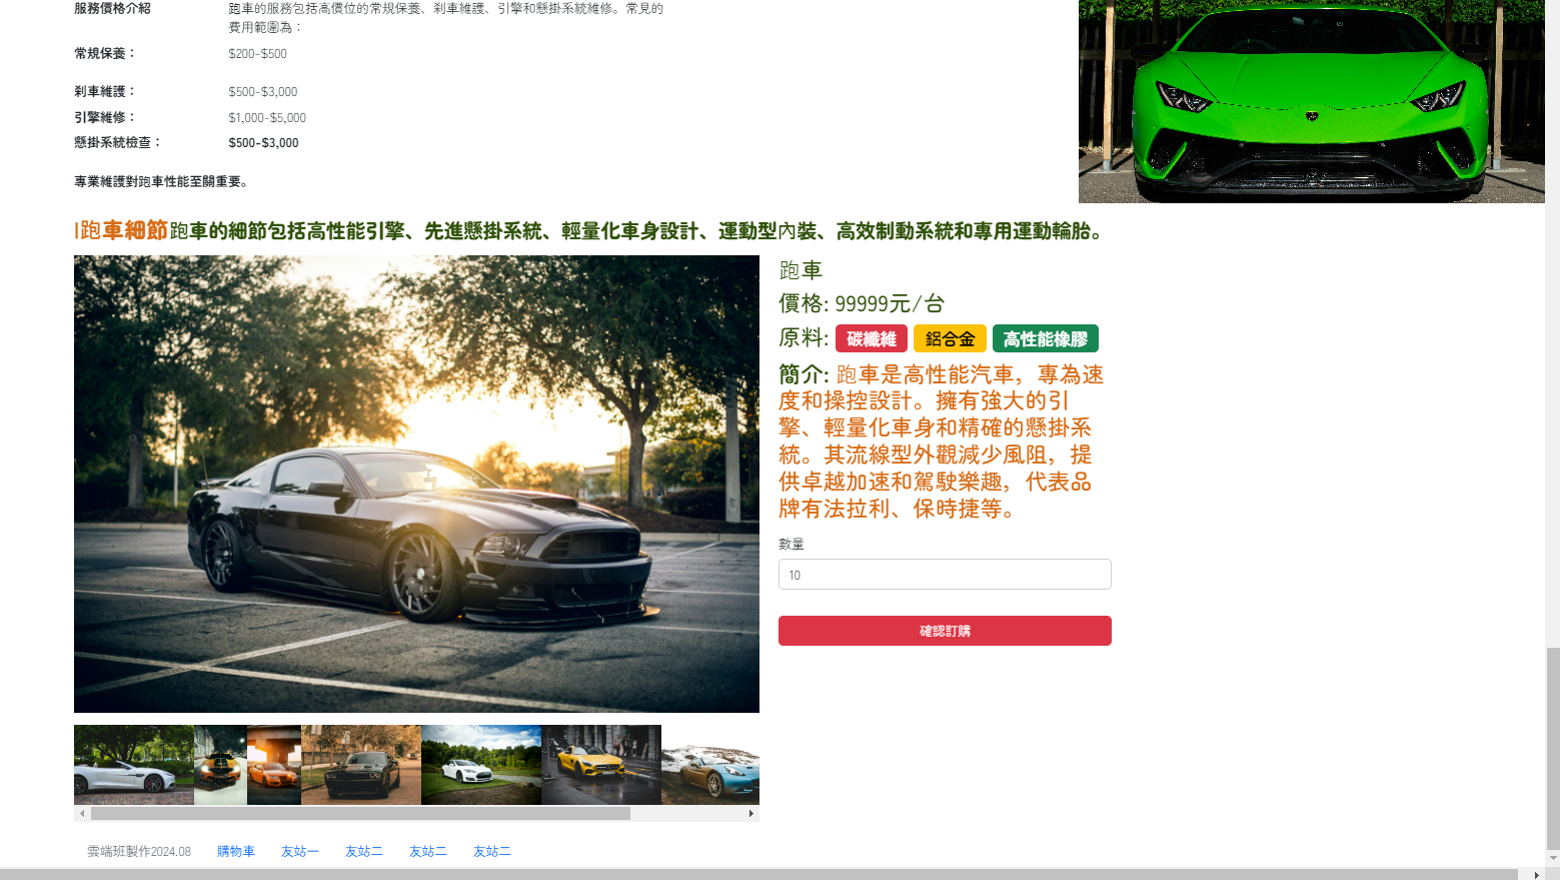 服務價格介紹
跑車的服務包括高價位的常規保養、剎車維護、引擎和懸掛系統維修。常見的
費用範圍為：
常規保養：
$200-$500
剎車維護：
$500-$3,000
引擎維修：
$1,000-$5,000
懸掛系統檢查：
$500-$3,000
專業維護對跑車性能至關重要。
|跑車細節跑車的細節包括高性能引擎、先進懸掛系統、輕量化車身設計、運動型內裝、高效制動系統和專用運動輪胎。
跑車
價格: 99999元/台
原料: 碳纖維 鋁合金 高性能橡膠
簡介: 跑車是高性能汽車，專為速
度和操控設計。擁有強大的引
擎、輕量化車身和精確的懸掛系
統。其流線型外觀減少風阻，提
供卓越加速和駕駛樂趣，代表品
牌有法拉利、保時捷等。
數量
10
確認訂購
雲端班製作2024.08 購物車 友站一 友站二 友站二 友站二